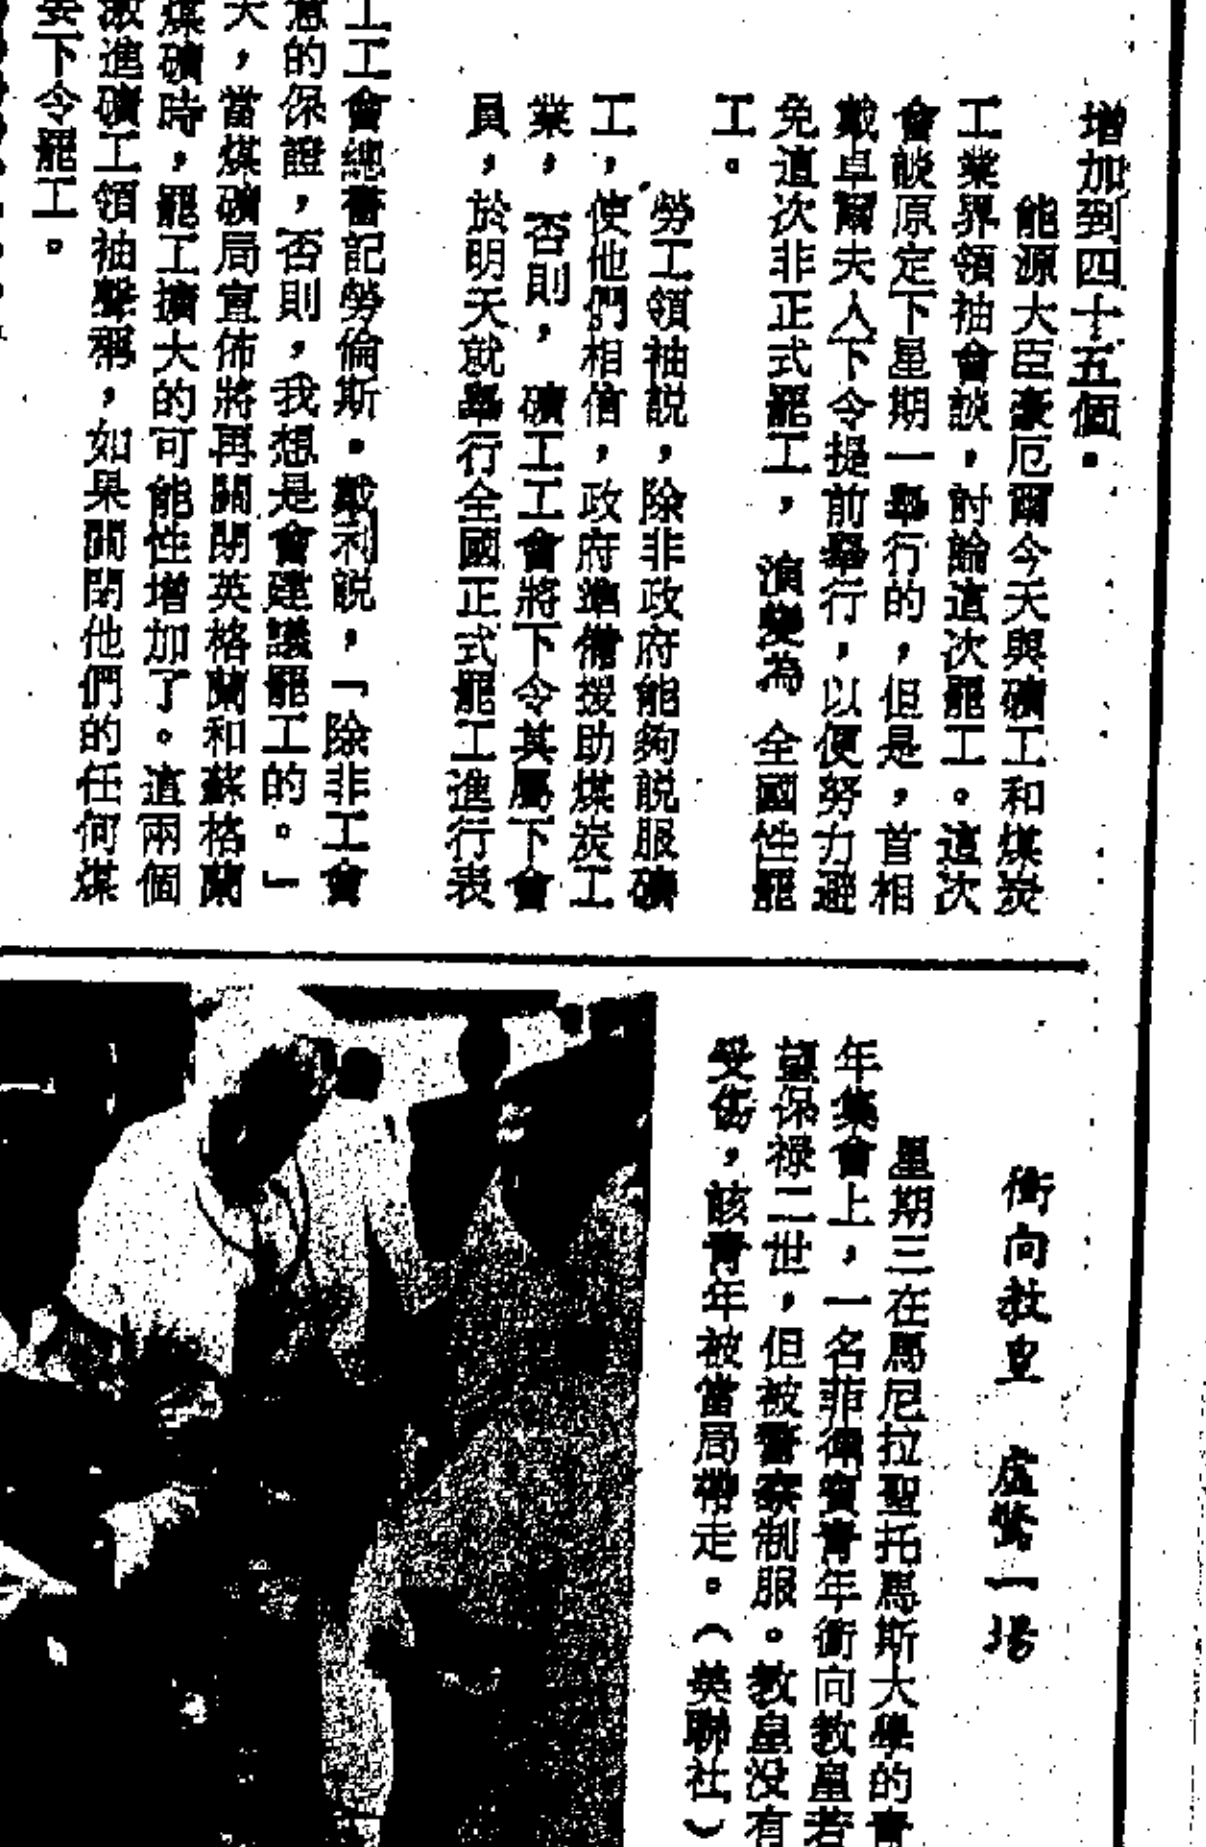 增加到四十五個。
能源大臣豪厄爾今天與礦工和煤炭
工業界領袖會談，討論這次罷工。這次
會談原定下星期一舉行的，但是，首相
戴卓爾夫人下令提前舉行，以便努力避
免這次非正式罷工，演變為全國性罷
工。
勞工領袖説，除非政府能夠説服礦
工，使他們相信，政府準備援助煤炭工
業，否則，礦工工會將下令其屬下會
員，於明天就舉行全國正式罷工進行表
工工會總書記勞倫斯・戴利説，「除非工會
意的保證，否則，我想是會建議罷工的。」
天，當煤礦局宣佈將再關閉英格蘭和蘇格蘭
煤礦時，罷工擴大的可能性增加了。這兩個
激進礦工領袖聲稱，如果關閉他們的任何煤
要下令罷工。
衝向教皇 虛驚一場
星期三在馬尼拉聖托馬斯大學的青
年集會上，一名菲律賓青年衝向教皇若
望保祿二世，但被警察制服。教皇没有
受傷，該青年被當局帶走。（英聯社）